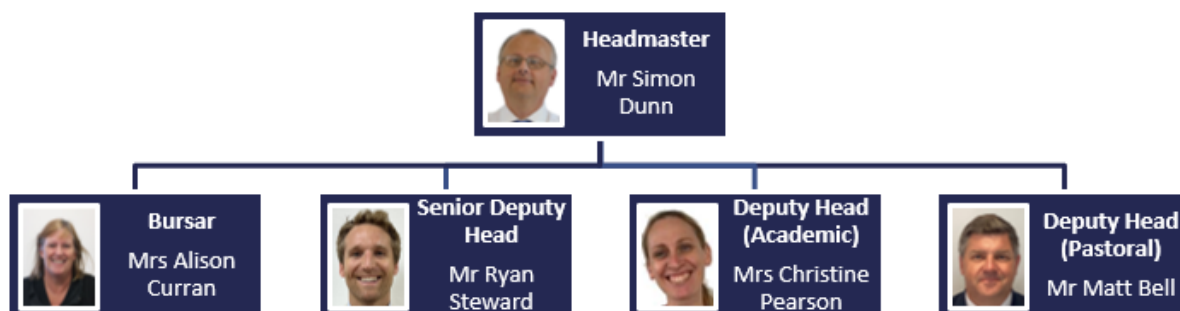 Headmaster
Mr Simon
Dunn
Bursar
Mrs Alison
Curran
Senior Deputy
Head
Mr Ryan
Steward
Deputy Head
(Academic)
Mrs Christine
Pearson
Deputy Head
(Pastoral)
Mr Matt Bell